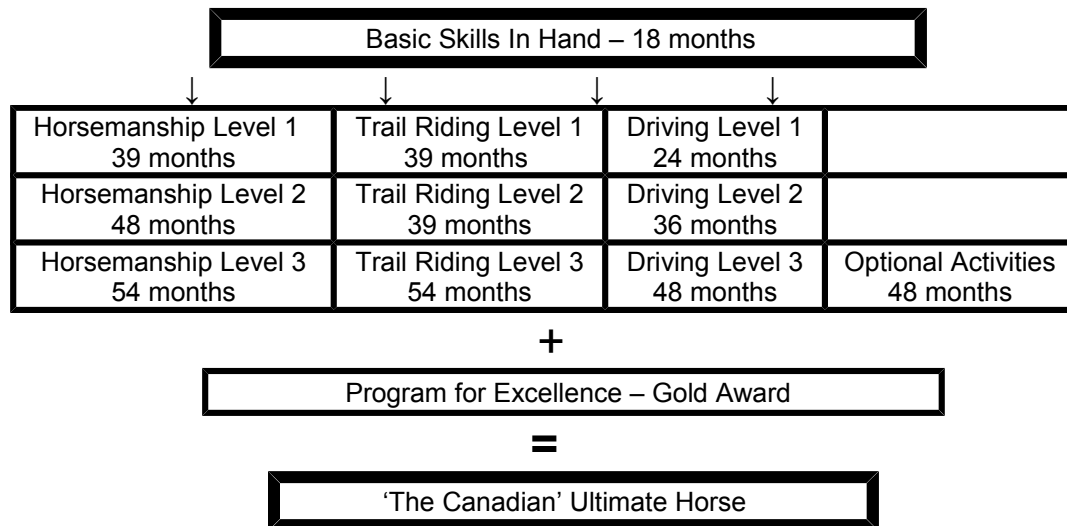 Basic Skills In Hand – 18 months
↓ ↓ ↓ ↓
Horsemanship Level 1
39 months
Trail Riding Level 1
39 months
Driving Level 1
24 months
Horsemanship Level 2
48 months
Trail Riding Level 2
39 months
Driving Level 2
36 months
Horsemanship Level 3
54 months
Trail Riding Level 3
54 months
Driving Level 3
48 months
Optional Activities
48 months
+
Program for Excellence – Gold Award
=
‘The Canadian’ Ultimate Horse